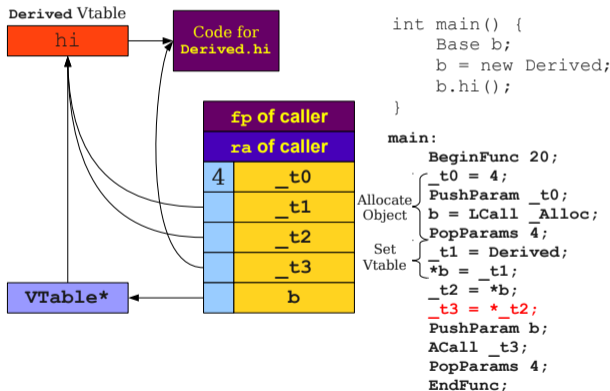 Derived Vtable
hi
Code for
Derived.hi
fp of caller
ra of caller
4 _t0
_t1
_t2
_t3
b
VTable*
int main() {
Base b;
b = new Derived;
b.hi();
}
main:
BeginFunc 20;
_t0 = 4;
PushParam _t0;
b = LCall _Alloc;
PopParams 4;
_t1 = Derived;
*b = _t1;
_t2 = *b;
_t3 = *_t2;
PushParam b;
ACall _t3;
PopParams 4;
EndFunc;
Allocate
Object
Set
Vtable